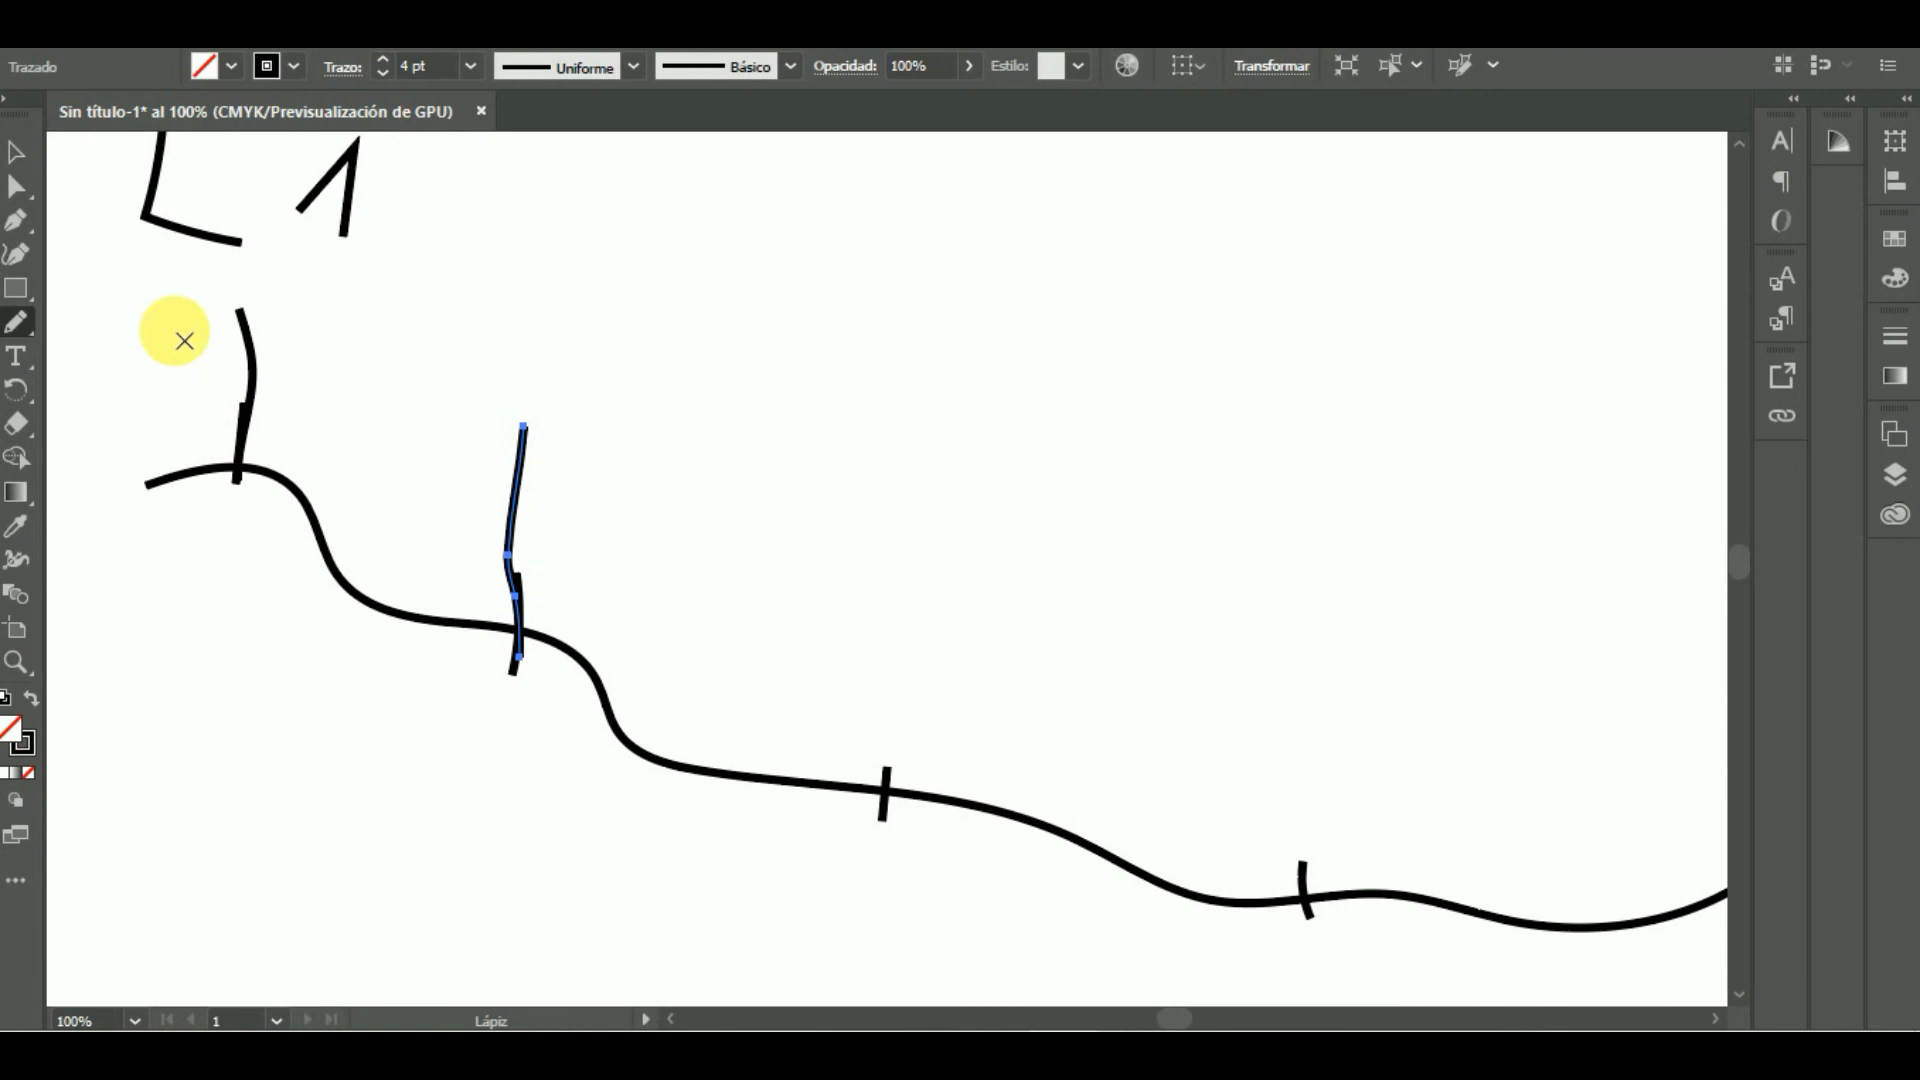 Trazado
Trazo:
4 pt
Uniforme
Básico
Opacidad:
100%
Estilo:
Transformar
Sin título-1* al 100% (CMYK/Previsualización de GPU)
100%
1
Lápiz